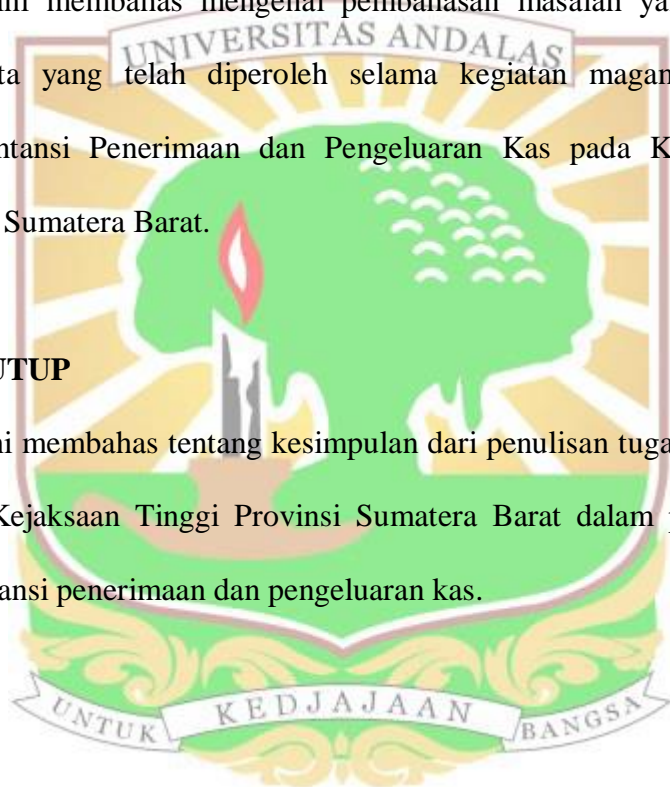 ini membahas mengenai pembahasan masalah ya
UNIVERSITAS ANDALAS
ta yang telah diperoleh selama kegiatan magan
ntansi Penerimaan dan Pengeluaran Kas pada K
Sumatera Barat.
UTUP
ni membahas tentang kesimpulan dari penulisan tuga
Kejaksaan Tinggi Provinsi Sumatera Barat dalam p
ansi penerimaan dan pengeluaran kas.
UNTUK KEDJAJAAN BANGSA